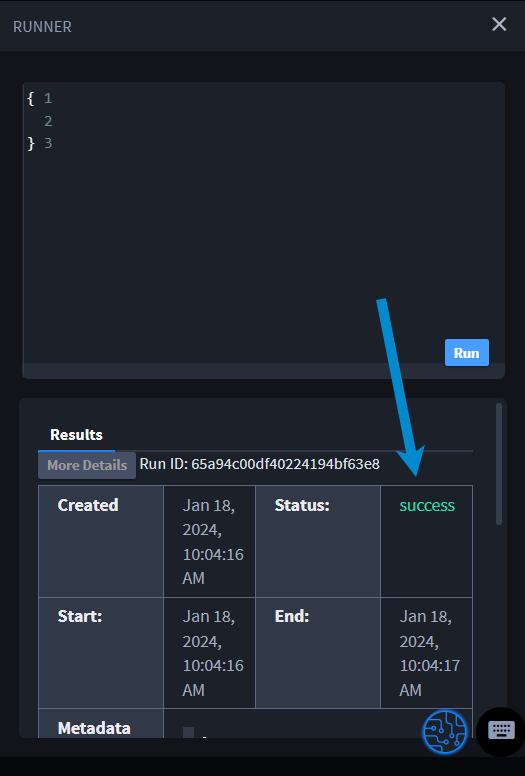 RUNNER
{ 1
2
} 3
Run
Results
More Details Run ID: 65a94c00df40224194bf63e8
Created Jan 18, Status: success
2024,
10:04:16
AM
Start: Jan 18, End: Jan 18,
2024, 2024,
10:04:16 10:04:17
AM AM
Metadata